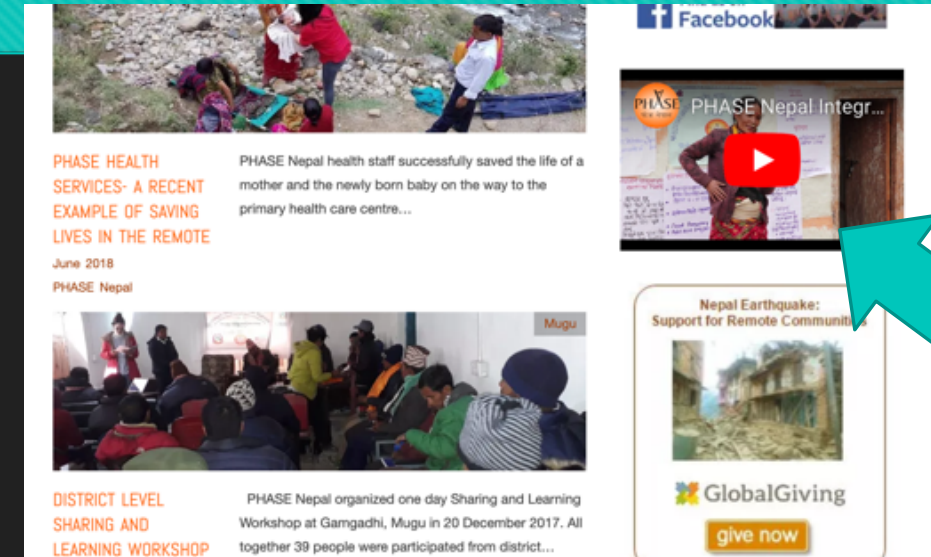 Facebook
PHASE
PHASE Nepal Integr...
PHASE HEALTH
SERVICES- A RECENT
EXAMPLE OF SAVING
LIVES IN THE REMOTE
June 2018
PHASE Nepal
PHASE Nepal health staff successfully saved the life of a
mother and the newly born baby on the way to the
primary health care centre...
Mugu
Nepal Earthquake:
Support for Remote Communities
GlobalGiving
give now
DISTRICT LEVEL
SHARING AND
LEARNING WORKSHOP
PHASE Nepal organized one day Sharing and Learning
Workshop at Gamgadhi, Mugu in 20 December 2017. All
together 39 people were participated from district...